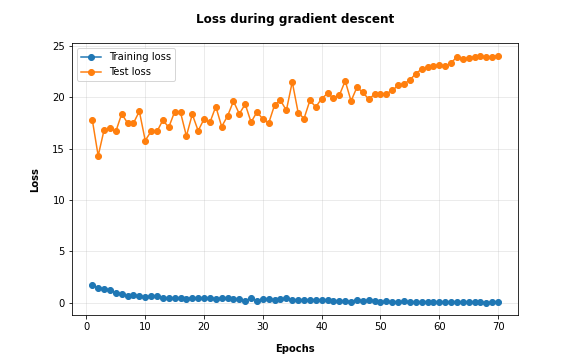 Loss during gradient descent
Training loss
Test loss
25
20
15
10
5
0
Loss
0 10 20 30 40 50 60 70
Epochs